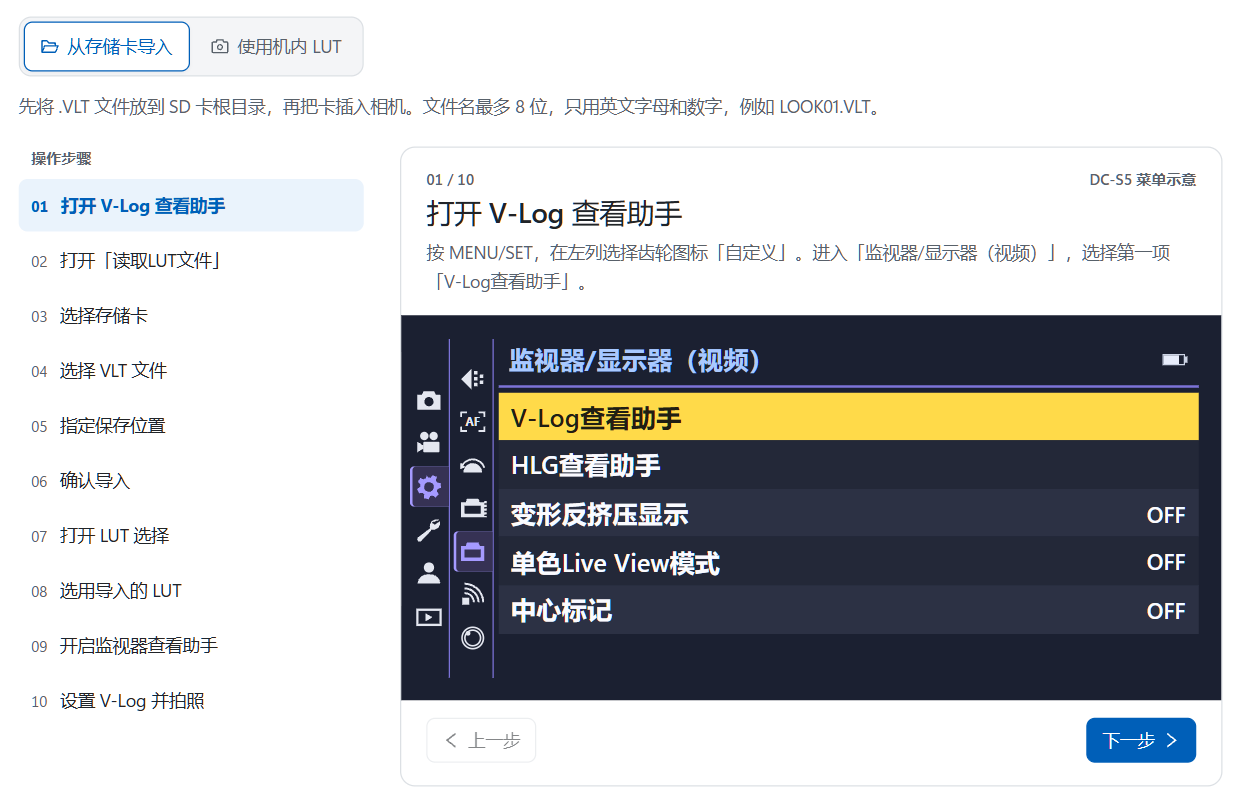 从存储卡导入
使用机内 LUT
先将 .VLT 文件放到 SD 卡根目录，再把卡插入相机。文件名最多 8 位，只用英文字母和数字，例如 LOOK01.VLT。
操作步骤
01 打开 V-Log 查看助手
02 打开「读取LUT文件」
03 选择存储卡
04 选择 VLT 文件
05 指定保存位置
06 确认导入
07 打开 LUT 选择
08 选用导入的 LUT
09 开启监视器查看助手
10 设置 V-Log 并拍照
01 / 10
DC-S5 菜单示意
打开 V-Log 查看助手
按 MENU/SET，在左列选择齿轮图标「自定义」。进入「监视器/显示器（视频）」，选择第一项
「V-Log查看助手」。
监视器/显示器（视频）
AF
V-Log查看助手
HLG查看助手
变形反挤压显示 OFF
单色Live View模式 OFF
中心标记 OFF
上一步
下一步